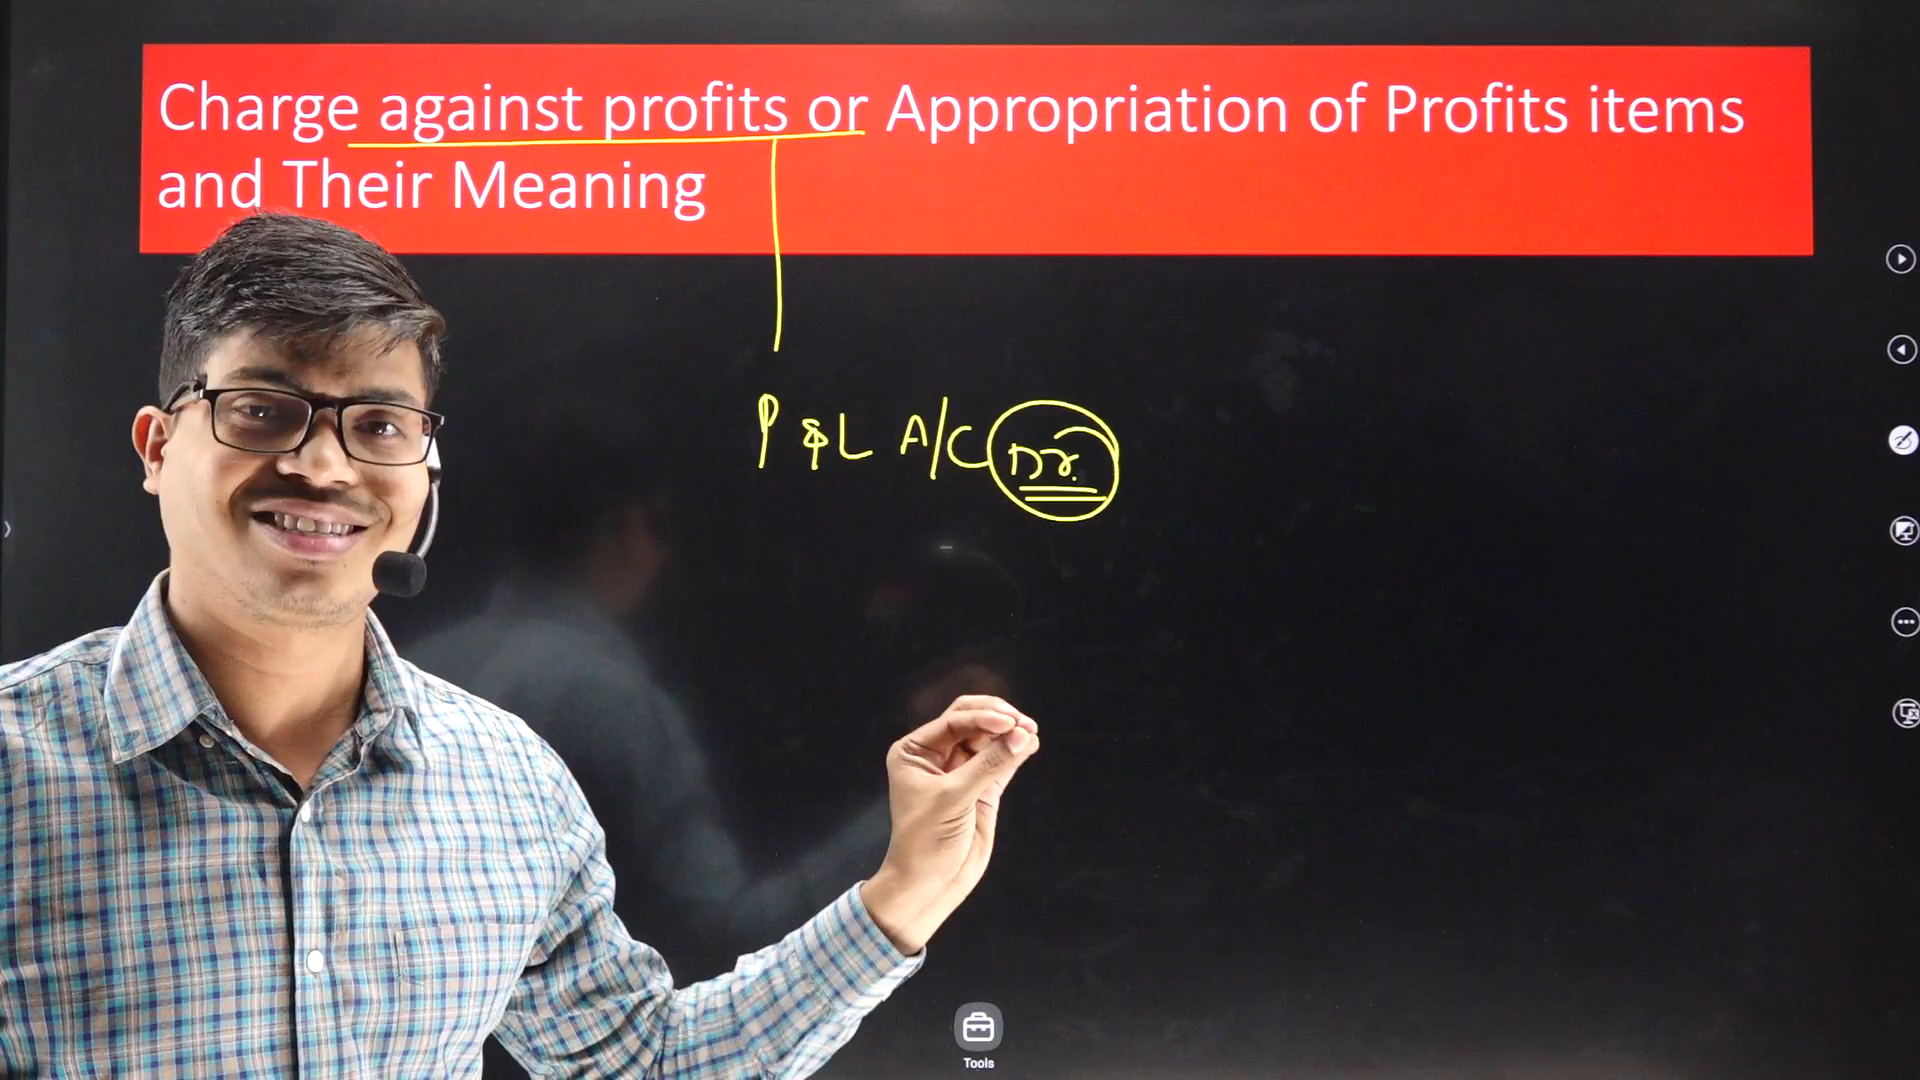 Charge against profits or Appropriation of Profits items
and Their Meaning
P & L A/C Dr.
Tools